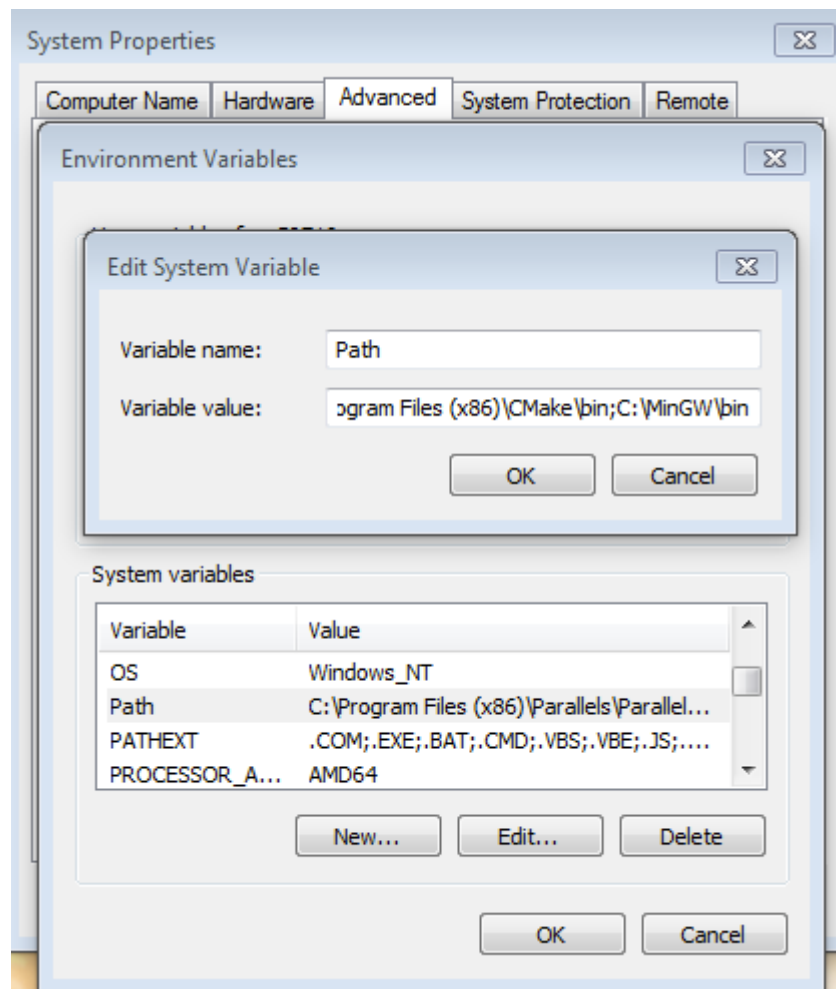 System Properties
Computer Name Hardware Advanced System Protection Remote
Environment Variables
Edit System Variable
Variable name: Path
Variable value: ogram Files (x86)\CMake\bin;C:\MinGW\bin
OK Cancel
System variables
Variable Value
OS Windows_NT
Path C:\Program Files (x86)\Parallels\Parallel...
PATHEXT .COM;.EXE;.BAT;.CMD;.VBS;.VBE;.JS;....
PROCESSOR_A... AMD64
New... Edit... Delete
OK Cancel